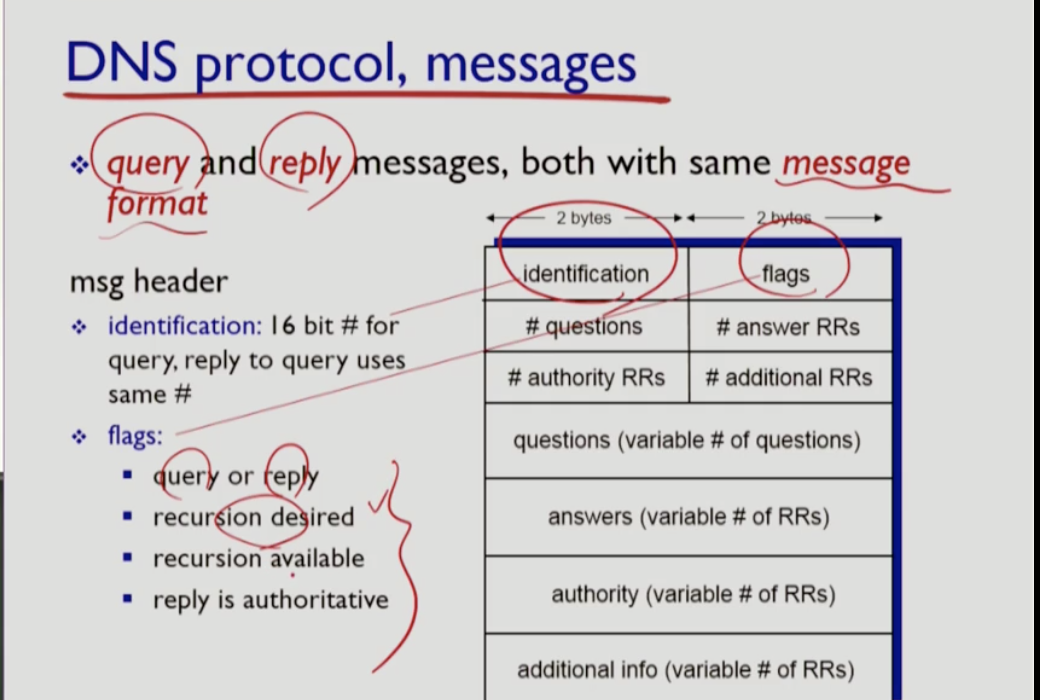 DNS protocol, messages
query and reply messages, both with same message
format
msg header
identification: 16 bit # for
query, reply to query uses
same #
flags:
query or reply
recursion desired
recursion available
reply is authoritative
2 bytes 2 bytes
identification flags
# questions # answer RRs
# authority RRs # additional RRs
questions (variable # of questions)
answers (variable # of RRs)
authority (variable # of RRs)
additional info (variable # of RRs)